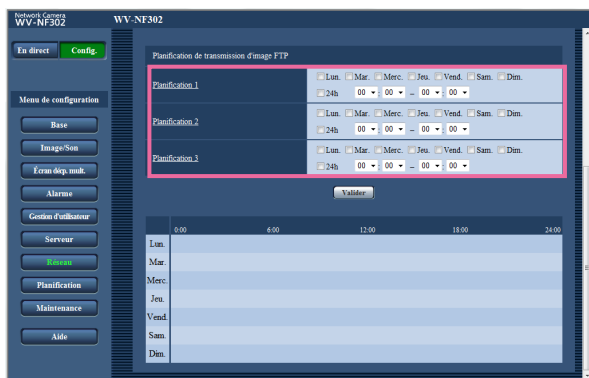 Network Camera
WV-NF302
WV-NF302
En direct Config.
Menu de configuration
Base
Image/Son
Écran déçp. mult.
Alarme
Gestion d'utilisateur
Serveur
Réseau
Planification
Maintenance
Aide
Planification de transmission d'image FTP
Planification 1
Lun. Mar. Merc. Jeu. Vend. Sam. Dim.
24h 00 : 00 – 00 : 00
Planification 2
Lun. Mar. Merc. Jeu. Vend. Sam. Dim.
24h 00 : 00 – 00 : 00
Planification 3
Lun. Mar. Merc. Jeu. Vend. Sam. Dim.
24h 00 : 00 – 00 : 00
Valider
0:00 6:00 12:00 18:00 24:00
Lun.
Mar.
Merc.
Jeu.
Vend.
Sam.
Dim.